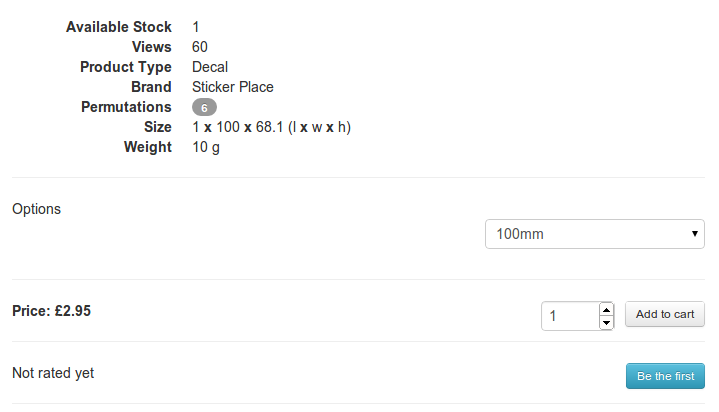 Available Stock 1
Views 60
Product Type Decal
Brand Sticker Place
Permutations 6
Size 1 x 100 x 68.1 (l x w x h)
Weight 10 g
Options
100mm
Price: £2.95 1 Add to cart
Not rated yet Be the first